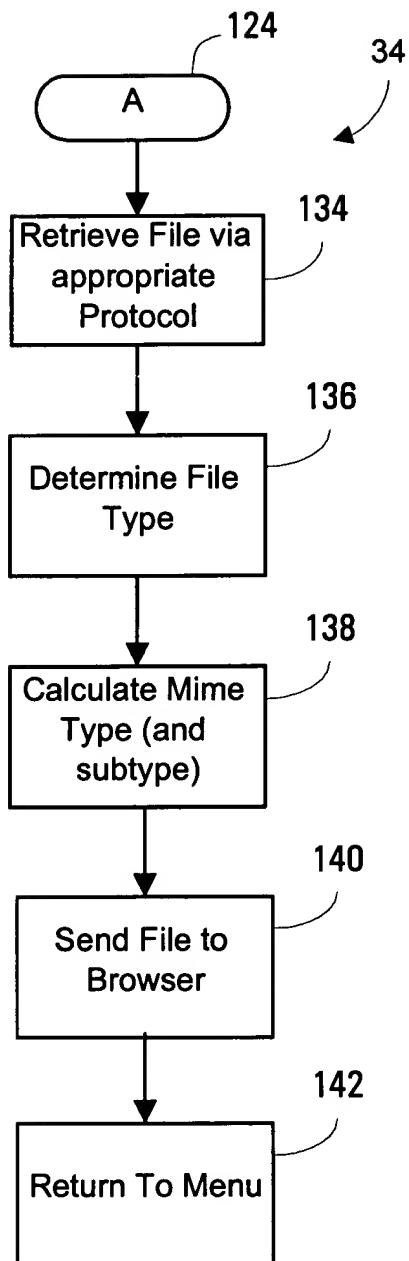 124
34
A
134
Retrieve File via
appropriate
Protocol
136
Determine File
Type
138
Calculate Mime
Type (and
subtype)
140
Send File to
Browser
142
Return To Menu